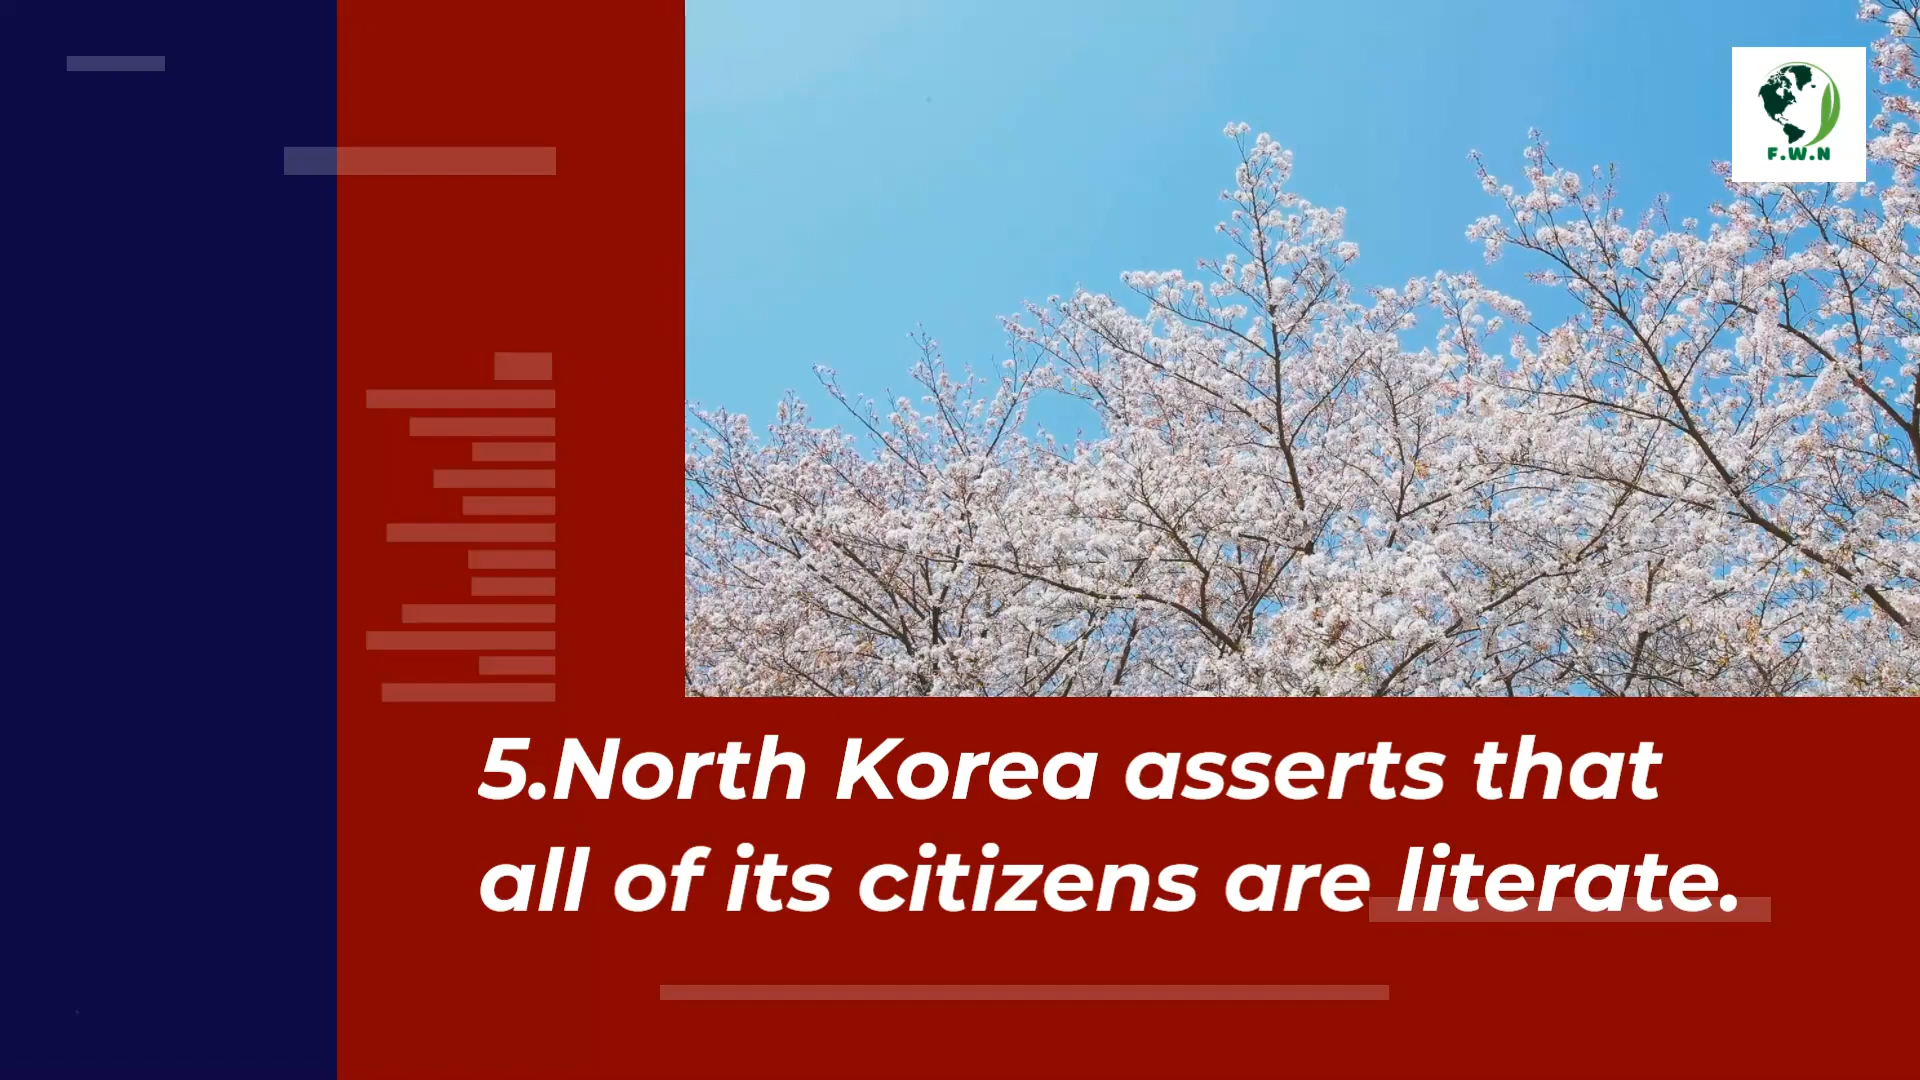 F.W.N
5.North Korea asserts that
all of its citizens are literate.